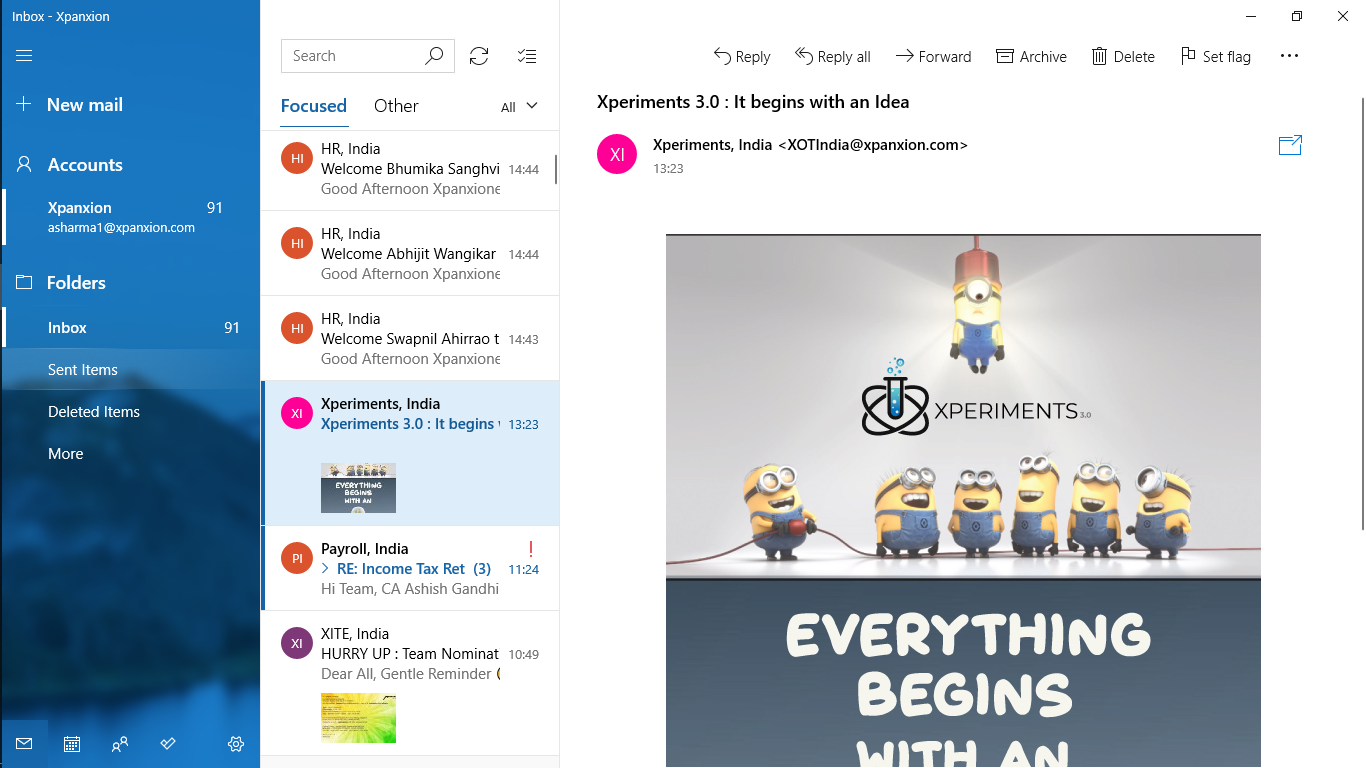 Inbox - Xpanxion
New mail
Accounts
Xpanxion 91
asharma1@xpanxion.com
Folders
Inbox 91
Sent Items
Deleted Items
More
Search
Focused Other All
HI HR, India
Welcome Bhumika Sanghvi 14:44
Good Afternoon Xpanxione
HI HR, India
Welcome Abhijit Wangikar 14:44
Good Afternoon Xpanxione
HI HR, India
Welcome Swapnil Ahirrao t 14:43
Good Afternoon Xpanxione
XI Xperiments, India
Xperiments 3.0 : It begins 13:23
EVERYTHING
BEGINS
WITH AN
PI Payroll, India !
> RE: Income Tax Ret (3) 11:24
Hi Team, CA Ashish Gandhi
XI XITE, India
HURRY UP : Team Nominat 10:49
Dear All, Gentle Reminder (
Reply Reply all Forward Archive Delete Set flag ...
Xperiments 3.0 : It begins with an Idea
XI Xperiments, India <XOTIndia@xpanxion.com>
13:23
XPERIMENTS 3.0
EVERYTHING
BEGINS
WITH AN